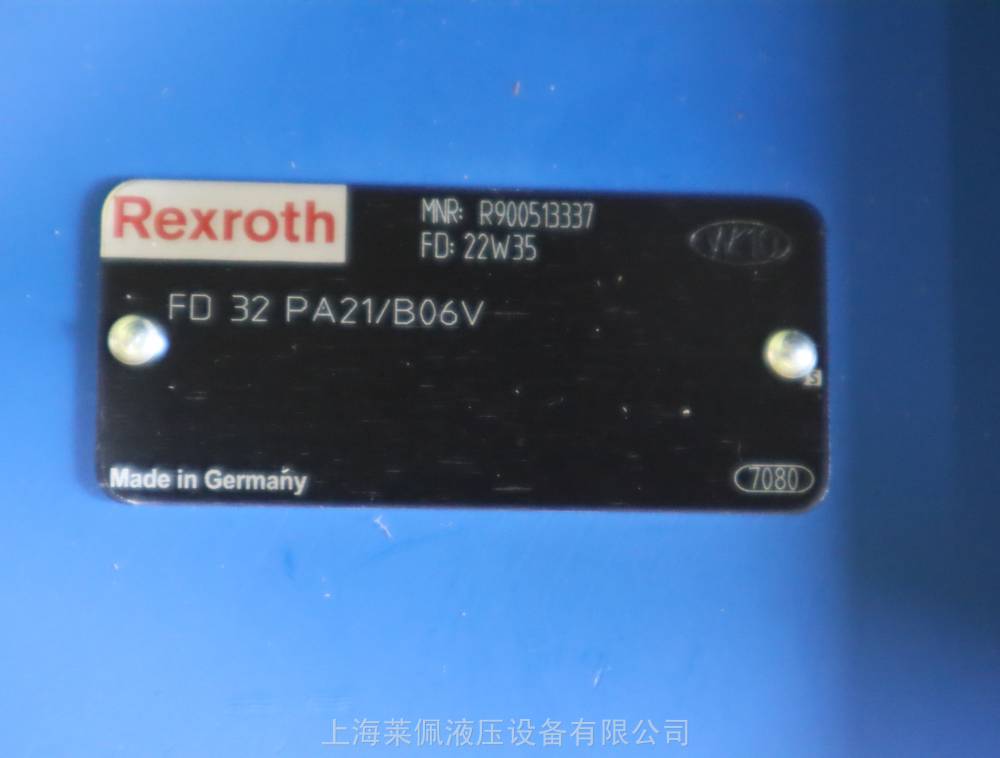 Rexroth
MNR: R900513337
FD: 22W35
FD 32 PA21/B06V
Made in Germany
7080
上海莱佩液压设备有限公司